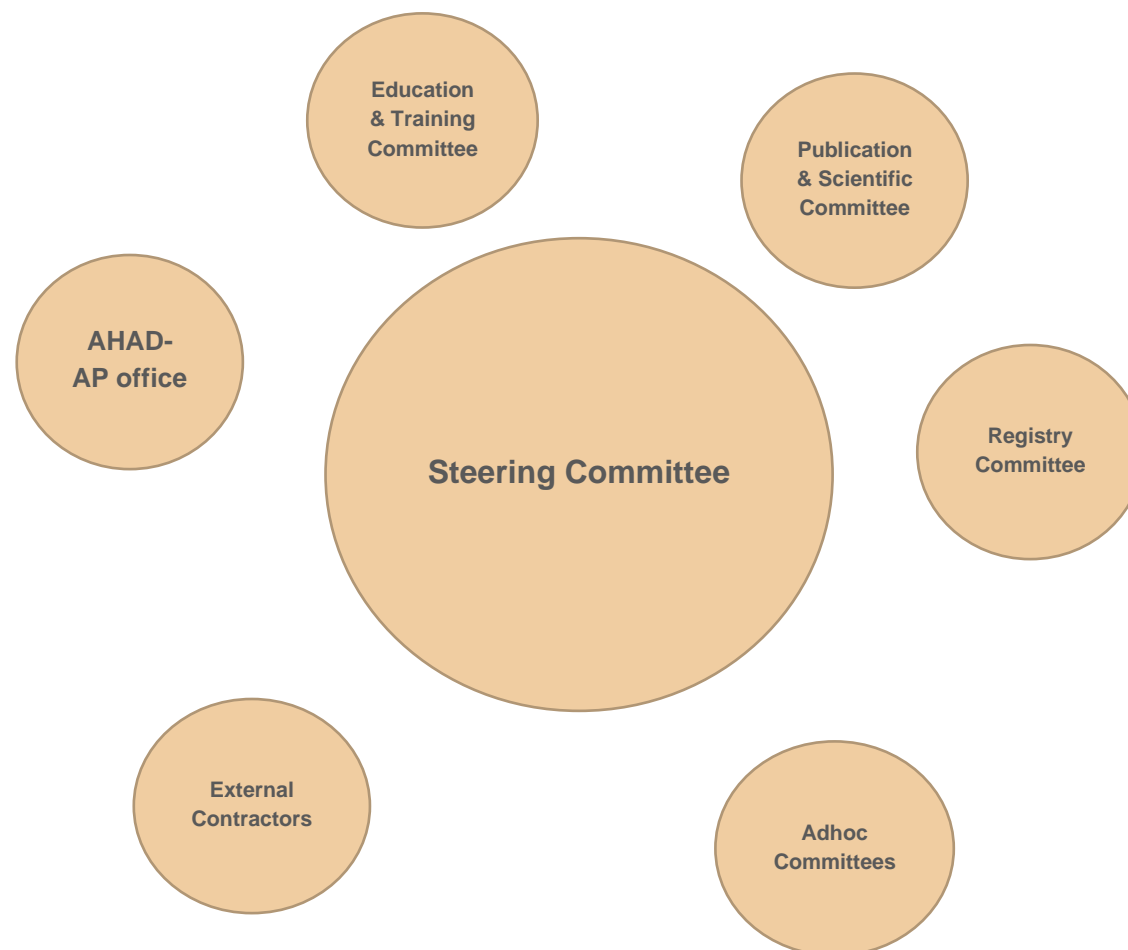 Education
& Training
Committee
Publication
& Scientific
Committee
AHAD-
AP office
Steering Committee
Registry
Committee
External
Contractors
Adhoc
Committees